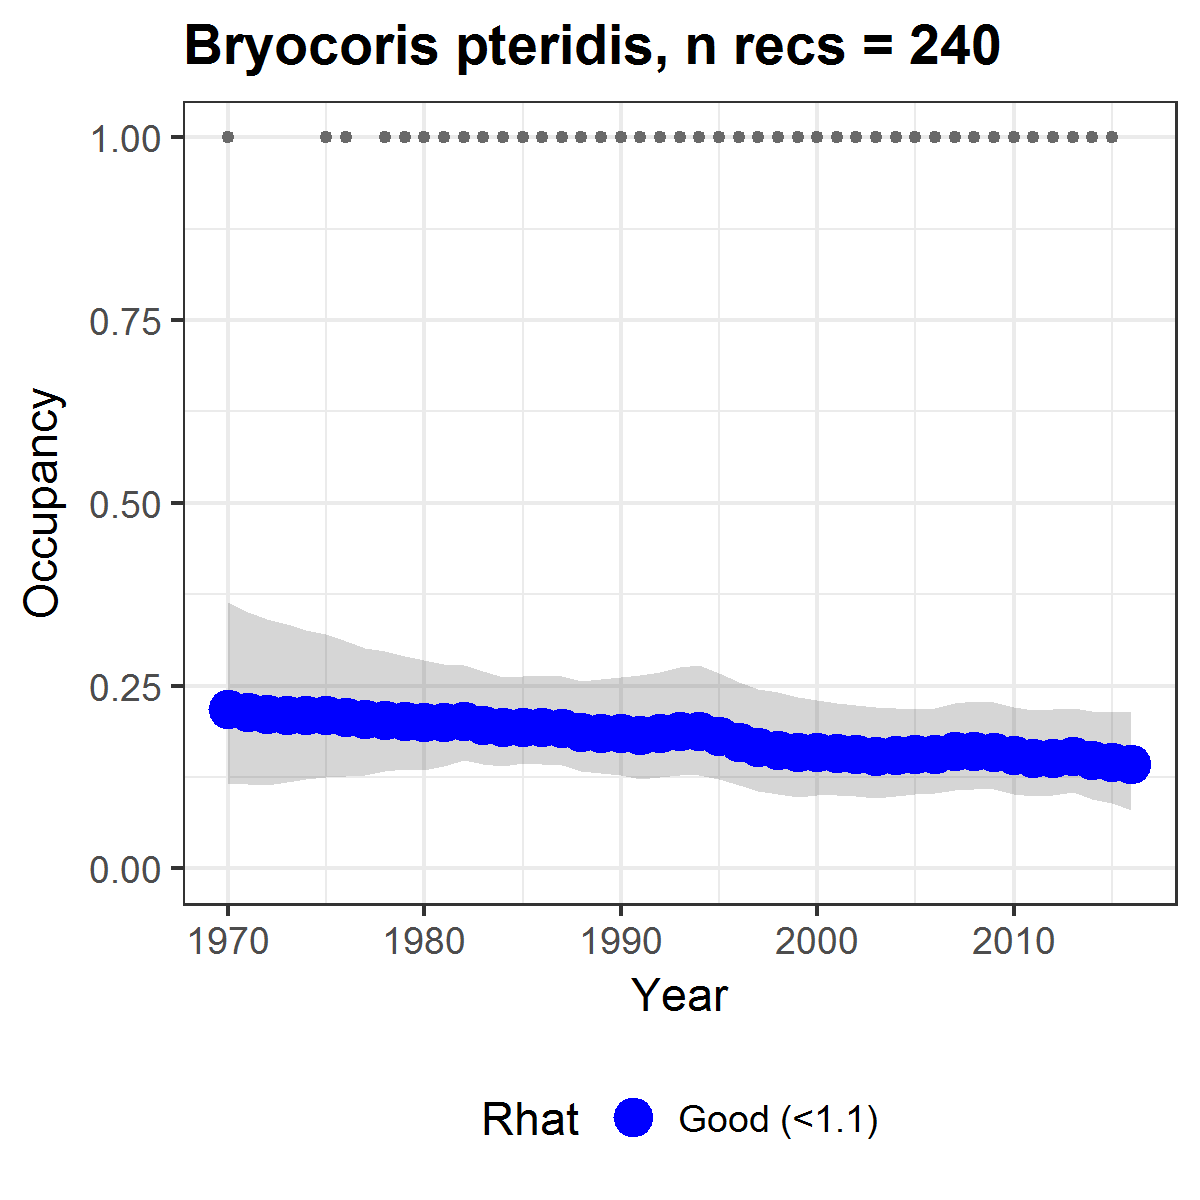 Bryocoris pteridis, n recs = 240
1.00
0.75
0.50
0.25
0.00
Occupancy
1970 1980 1990 2000 2010
Year
Rhat Good (<1.1)